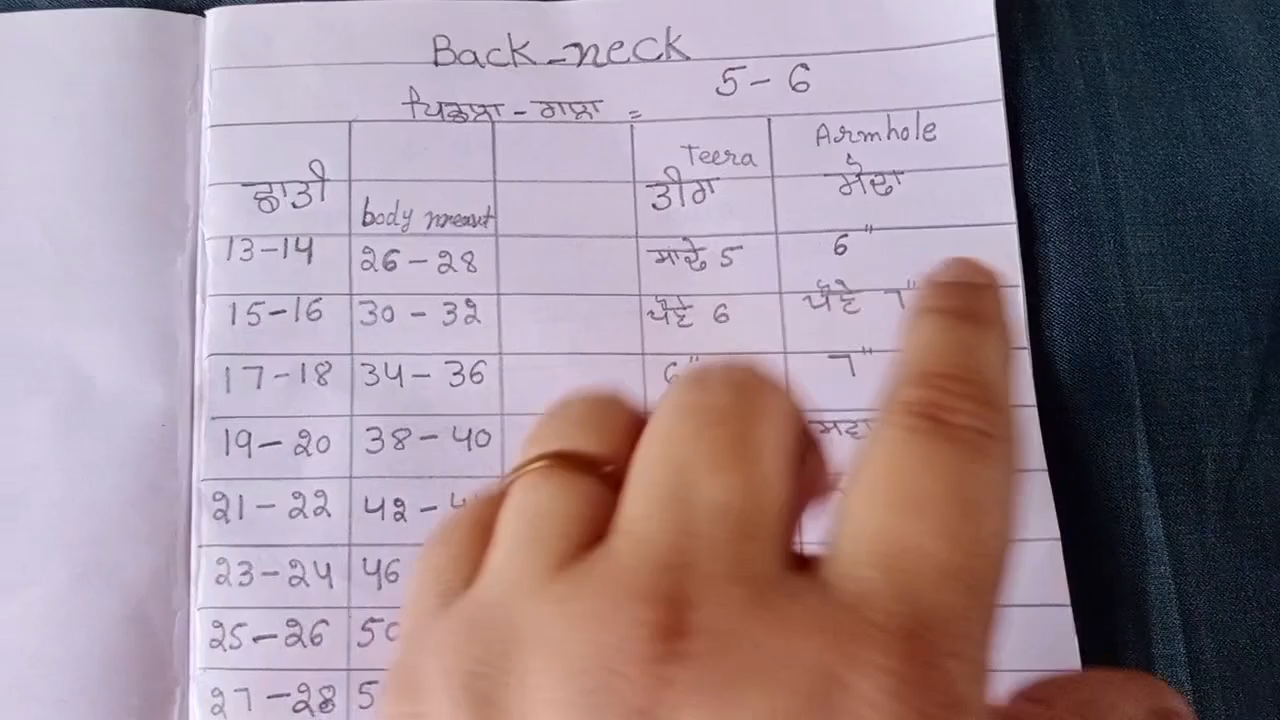 Back-neck
ਪਿਛਲਾ-ਗਲਾ = 5-6
ਛਾਤੀ body Teera ਤੀਰਾ Armhole ਮੋਢਾ
13-14 26-28 ਸਾਢੇ 5 6"
15-16 30-32 ਪੌਣੇ 6 ਪੌਣੇ 7"
17-18 34-36 6" 7"
19-20 38-40
21-22 42-
23-24 46
25-26
27-28